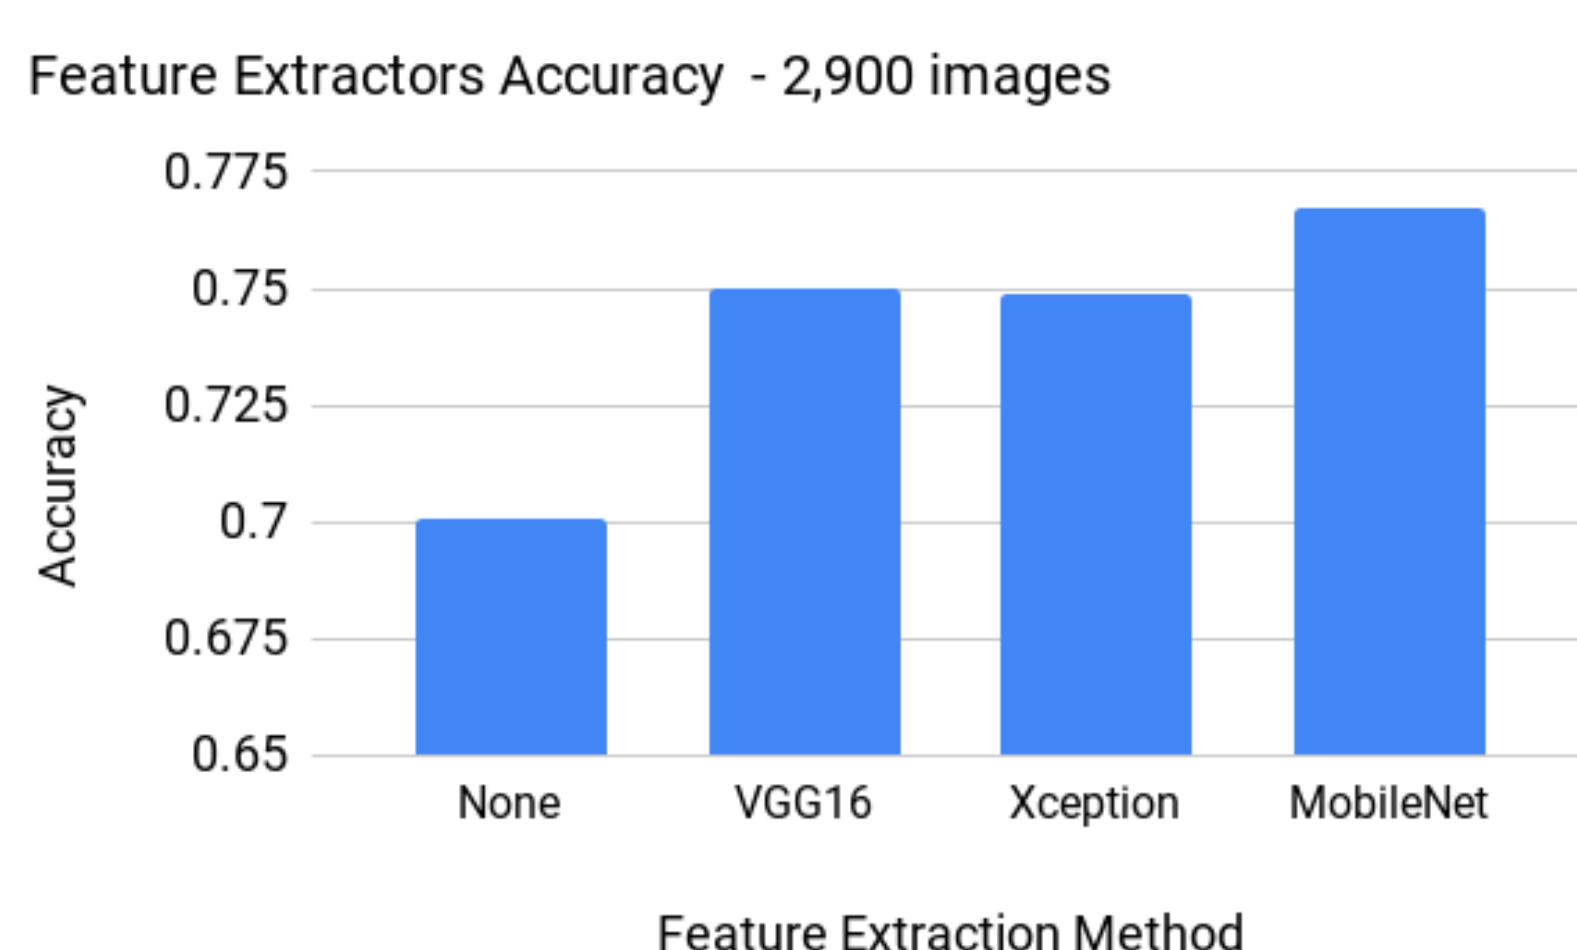 Feature Extractors Accuracy - 2,900 images
0.775
0.75
0.725
0.7
0.675
0.65
Accuracy
None VGG16 Xception MobileNet
Feature Extraction Method